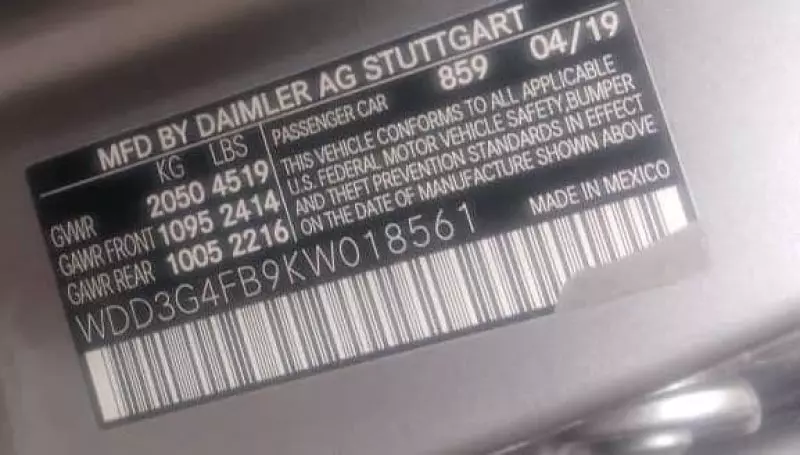 MFD BY DAIMLER AG STUTTGART
KG LBS
GVWR 2050 4519
GAWR FRONT 1095 2414
GAWR REAR 1005 2216
PASSENGER CAR 859 04/19
THIS VEHICLE CONFORMS TO ALL APPLICABLE
U.S. FEDERAL MOTOR VEHICLE SAFETY,BUMPER
AND THEFT PREVENTION STANDARDS IN EFFECT
ON THE DATE OF MANUFACTURE SHOWN ABOVE.
MADE IN MEXICO
WDD3G4FB9KW018561